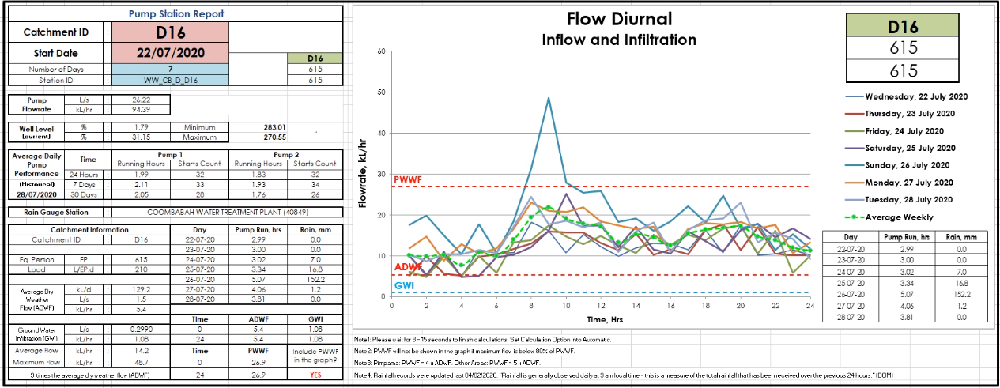 Pump Station Report
Catchment ID : D16
Start Date : 22/07/2020
D16
Number of Days : 7 615
Station ID : WW_CB_D_D16 615
Pump Flowrate L/s : 26.22
kL/hr : 94.39
Well Level (current) % : 1.79 Minimum 283.01
% : 31.15 Maximum 270.55
Average Daily Pump Performance (Historical) 28/07/2020
Time Pump 1 Pump 2
Running Hours Starts Count Running Hours Starts Count
24 Hours : 1.99 32 1.83 32
7 Days : 2.11 33 1.93 34
30 Days : 2.05 28 1.76 26
Rain Gauge Station : COOMBABAH WATER TREATMENT PLANT (40849)
Catchment Information Day Pump Run, hrs Rain, mm
Catchment ID : D16 22-07-20 2.99 0.0
23-07-20 3.00 0.0
Eq. Person EP : 615 24-07-20 3.02 7.0
Load L/EP.d : 210 25-07-20 3.34 16.8
26-07-20 5.07 152.2
Average Dry Weather Flow (ADWF)
kL/d : 129.2 27-07-20 4.06 1.2
L/s : 1.5 28-07-20 3.81 0.0
kL/hr : 5.4
Time ADWF GWI
Ground Water Infiltration (GWI) L/s : 0.2990 0 5.4 1.08
kL/hr : 1.08 24 5.4 1.08
Average Flow kL/hr : 14.2 Time PWWF Include PWWF in the graph?
Maximum Flow kL/hr : 48.7 0 26.9
9 times the average dry weather flow (ADWF) 24 26.9 YES
Flow Diurnal
Inflow and Infiltration
Flowrate, kL/hr
60
50
40
30
20
10
0
PWWF
ADWF
GWI
0 2 4 6 8 10 12 14 16 18 20 22 24
Time, Hrs
D16
615
615
Wednesday, 22 July 2020
Thursday, 23 July 2020
Friday, 24 July 2020
Saturday, 25 July 2020
Sunday, 26 July 2020
Monday, 27 July 2020
Tuesday, 28 July 2020
Average Weekly
Day Pump Run, hrs Rain, mm
22-07-20 2.99 0.0
23-07-20 3.00 0.0
24-07-20 3.02 7.0
25-07-20 3.34 16.8
26-07-20 5.07 152.2
27-07-20 4.06 1.2
28-07-20 3.81 0.0
Note1: Please wait for 8 - 15 seconds to finish calculations. Set Calculation Option into Automatic.
Note2: PWWF will not be shown in the graph if maximum flow is below 80% of PWWF.
Note3: Pimpama: PWWF = 4 x ADWF. Other Areas: PWWF = 5 x ADWF.
Note4: Rainfall records were updated last 04/02/2020. "Rainfall is generally observed daily at 9 am local time - this is a measure of the total rainfall that has been received over the previous 24 hours." (BOM)